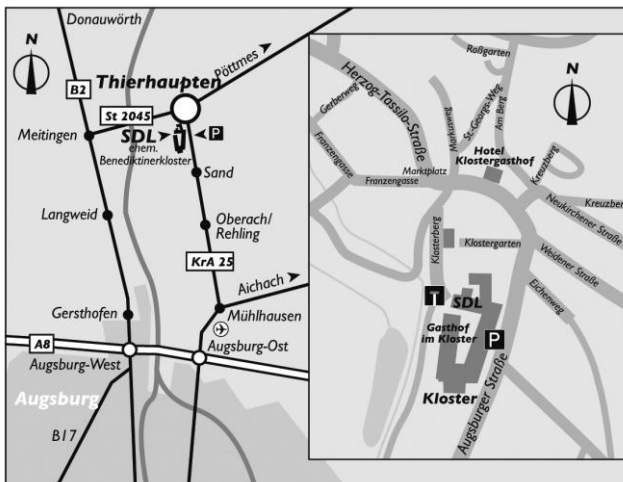 Donauwörth
N
B2
Thierhaupten
Pöttmes
St 2045
Meitingen
SDL
P
ehem.
Benediktinerkloster
Sand
Langweid
Oberach/
Rehling
KrA 25
Aichach
Gersthofen
Mühlhausen
A8
Augsburg-West
Augsburg-Ost
Augsburg
B17
Roßgarten
N
Herzog-Tassilo-Straße
Gerberweg
Mayrusweg
St.-Georgs-Weg
Am Berg
Hotel
Klostergasthof
Kreuzberg
Franzengasse
Franzengasse
Marktplatz
Kreuzberg
Neukirchener Straße
Klosterberg
Klostergarten
Weidener Straße
Eichenweg
T
SDL
Gasthof
im Kloster
P
Kloster
Augsburger Straße